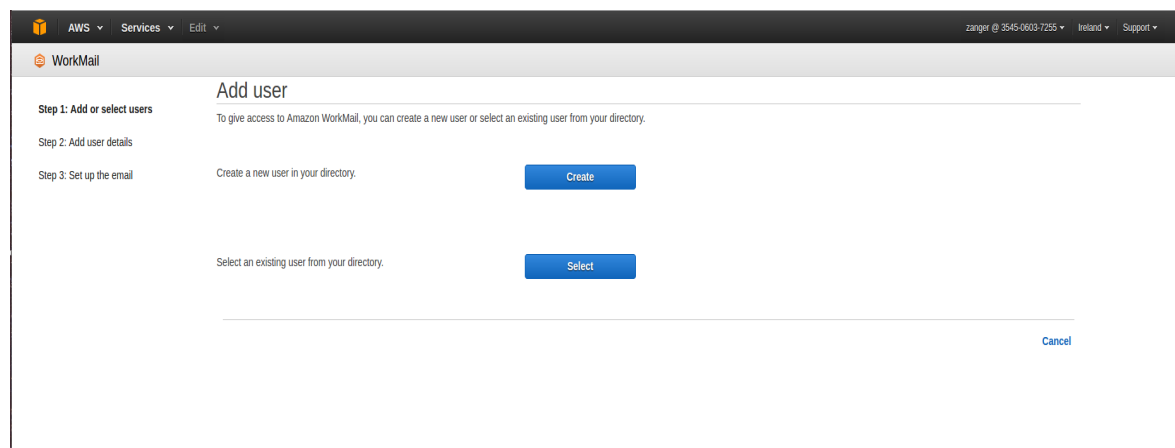 AWS Services Edit zanger @ 3545-0603-7255 Ireland Support
WorkMail
Add user
Step 1: Add or select users
To give access to Amazon WorkMail, you can create a new user or select an existing user from your directory.
Step 2: Add user details
Step 3: Set up the email
Create a new user in your directory. Create
Select an existing user from your directory. Select
Cancel